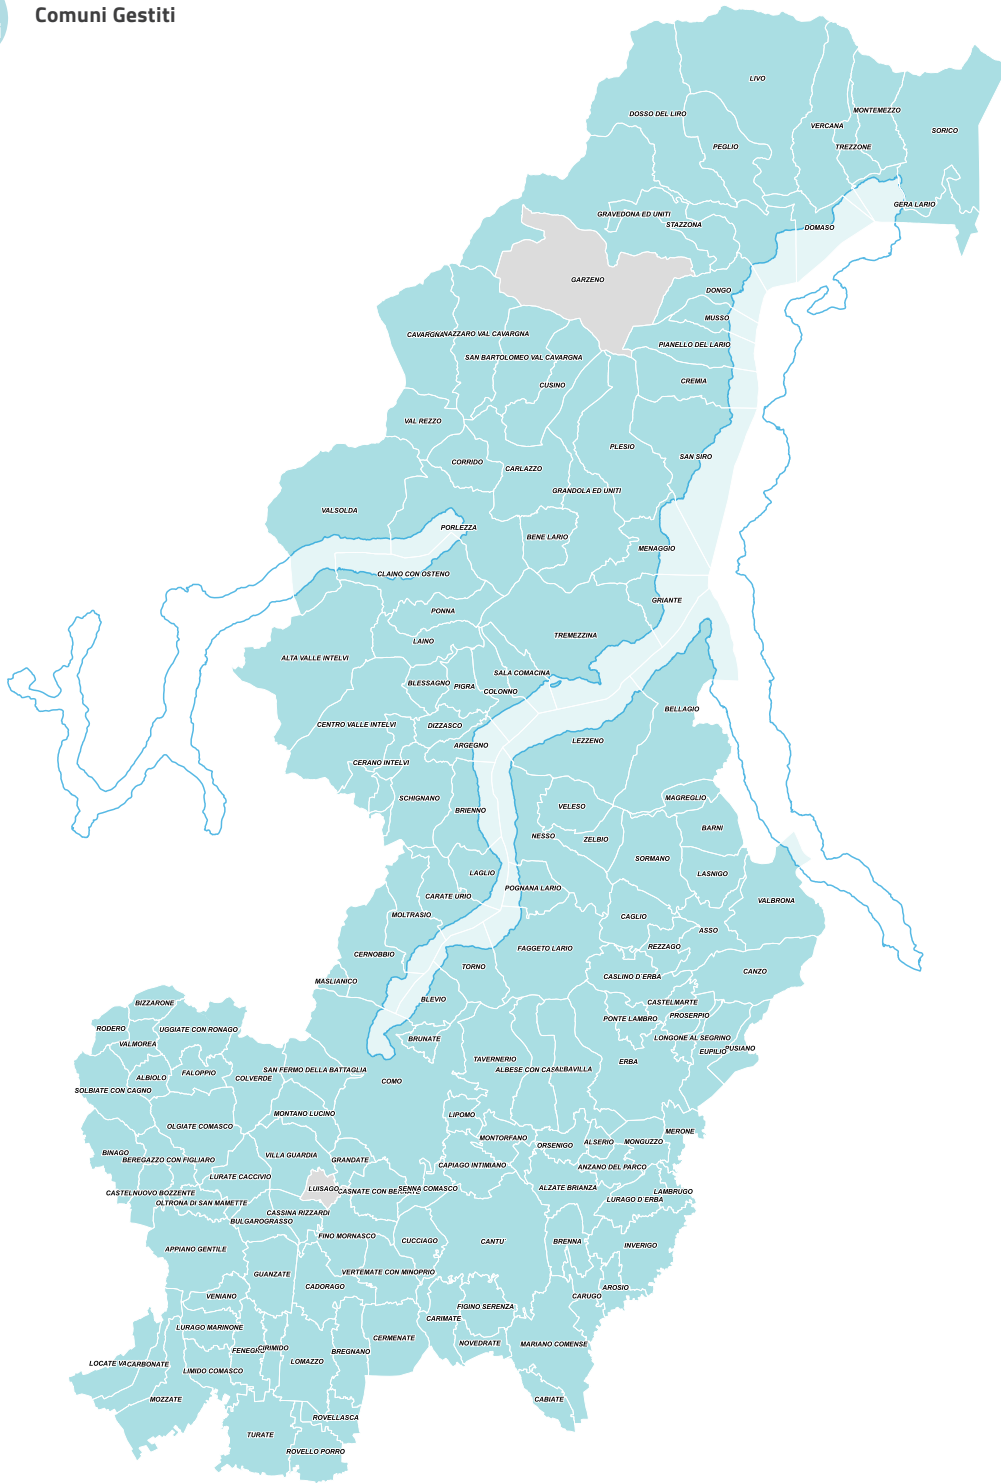 Comuni Gestiti
LIVO
DOSSO DEL LIRO
MONTEMEZZO
VERCANA
SORICO
PEGLIO
TREZZONE
GERA LARIO
GRAVEDONA ED UNITI
STAZZONA
DOMASO
GARZENO
DONGO
MUSSO
CAVARGNA
NAZZARO VAL CAVARGNA
PIANELLO DEL LARIO
SAN BARTOLOMEO VAL CAVARGNA
CREMIA
CUSINO
VAL REZZO
PLESIO
SAN SIRO
CORRIDO
CARLAZZO
GRANDOLA ED UNITI
VALSOLDA
PORLEZZA
BENE LARIO
MENAGGIO
CLAINO CON OSTENO
GRIANTE
PONNA
TREMEZZINA
LAINO
ALTA VALLE INTELVI
SALA COMACINA
BLESSAGNO
PIGRA
COLONNO
BELLAGIO
CENTRO VALLE INTELVI
DIZZASCO
LEZZENO
ARGEGNO
CERANO INTELVI
SCHIGNANO
MAGREGLIO
BRIENNO
VELESO
BARNI
NESSO
ZELBIO
SORMANO
LAGLIO
LASNIGO
POGNANA LARIO
CARATE URIO
VALBRONA
MOLTRASIO
CAGLIO
ASSO
FAGGETO LARIO
REZZAGO
CERNOBBIO
TORNO
CANZO
CASLINO D'ERBA
MASLIANICO
BLEVIO
CASTELMARTE
BIZZARONE
PROSERPIO
PONTE LAMBRO
RODERO
UGGIATE CON RONAGO
BRUNATE
LONGONE AL SEGRINO
VALMOREA
PUSIANO
EUPILIO
TAVERNERIO
ERBA
SAN FERMO DELLA BATTAGLIA
ALBESE CON CAS
ALBAVILLA
FALOPPIO
ALBIOLO
COLVERDE
COMO
SOLBIATE CON CAGNO
MONTANO LUCINO
LIPOMO
OLGIATE COMASCO
MERONE
MONTORFANO
ALSERIO
MONGUZZO
ORSENIGO
BINAGO
VILLA GUARDIA
BEREGAZZO CON FIGLIARO
GRANDATE
CAPIAGO INTIMIANO
ANZANO DEL PARCO
LURATE CACCIVIO
LUISAGO
CASNATE CON BERNATE
SENNA COMASCO
ALZATE BRIANZA
CASTELNUOVO BOZZENTE
LAMBRUGO
OLTRONA DI SAN MAMETTE
LURAGO D'ERBA
CASSINA RIZZARDI
BULGAROGRASSO
FINO MORNASCO
CUCCIAGO
CANTU'
BRENNA
INVERIGO
APPIANO GENTILE
GUANZATE
VERTEMATE CON MINOPRIO
CADORAGO
AROSIO
VENIANO
CARUGO
FIGINO SERENZA
CARIMATE
LURAGO MARINONE
CERMENATE
NOVEDRATE
MARIANO COMENSE
FENEGRO
CIRIMIDO
BREGNANO
LOMAZZO
LOCATE VA
CARBONATE
LIMIDO COMASCO
MOZZATE
CABIATE
ROVELLASCA
TURATE
ROVELLO PORRO